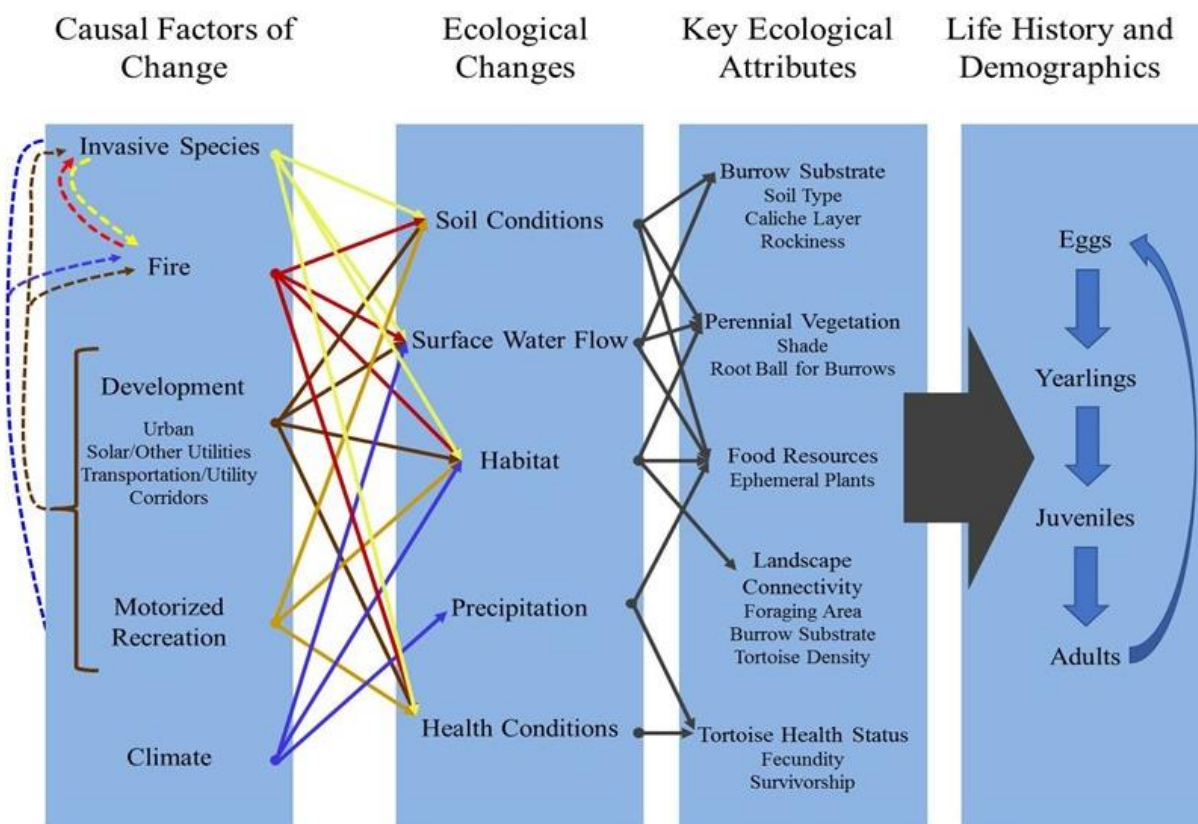 Causal Factors of
Change
Ecological
Changes
Key Ecological
Attributes
Life History and
Demographics
Invasive Species
Fire
Development
Urban
Solar/Other Utilities
Transportation/Utility
Corridors
Motorized
Recreation
Climate
Soil Conditions
Surface Water Flow
Habitat
Precipitation
Health Conditions
Burrow Substrate
Soil Type
Caliche Layer
Rockiness
Perennial Vegetation
Shade
Root Ball for Burrows
Food Resources
Ephemeral Plants
Landscape
Connectivity
Foraging Area
Burrow Substrate
Tortoise Density
Tortoise Health Status
Fecundity
Survivorship
Eggs
Yearlings
Juveniles
Adults